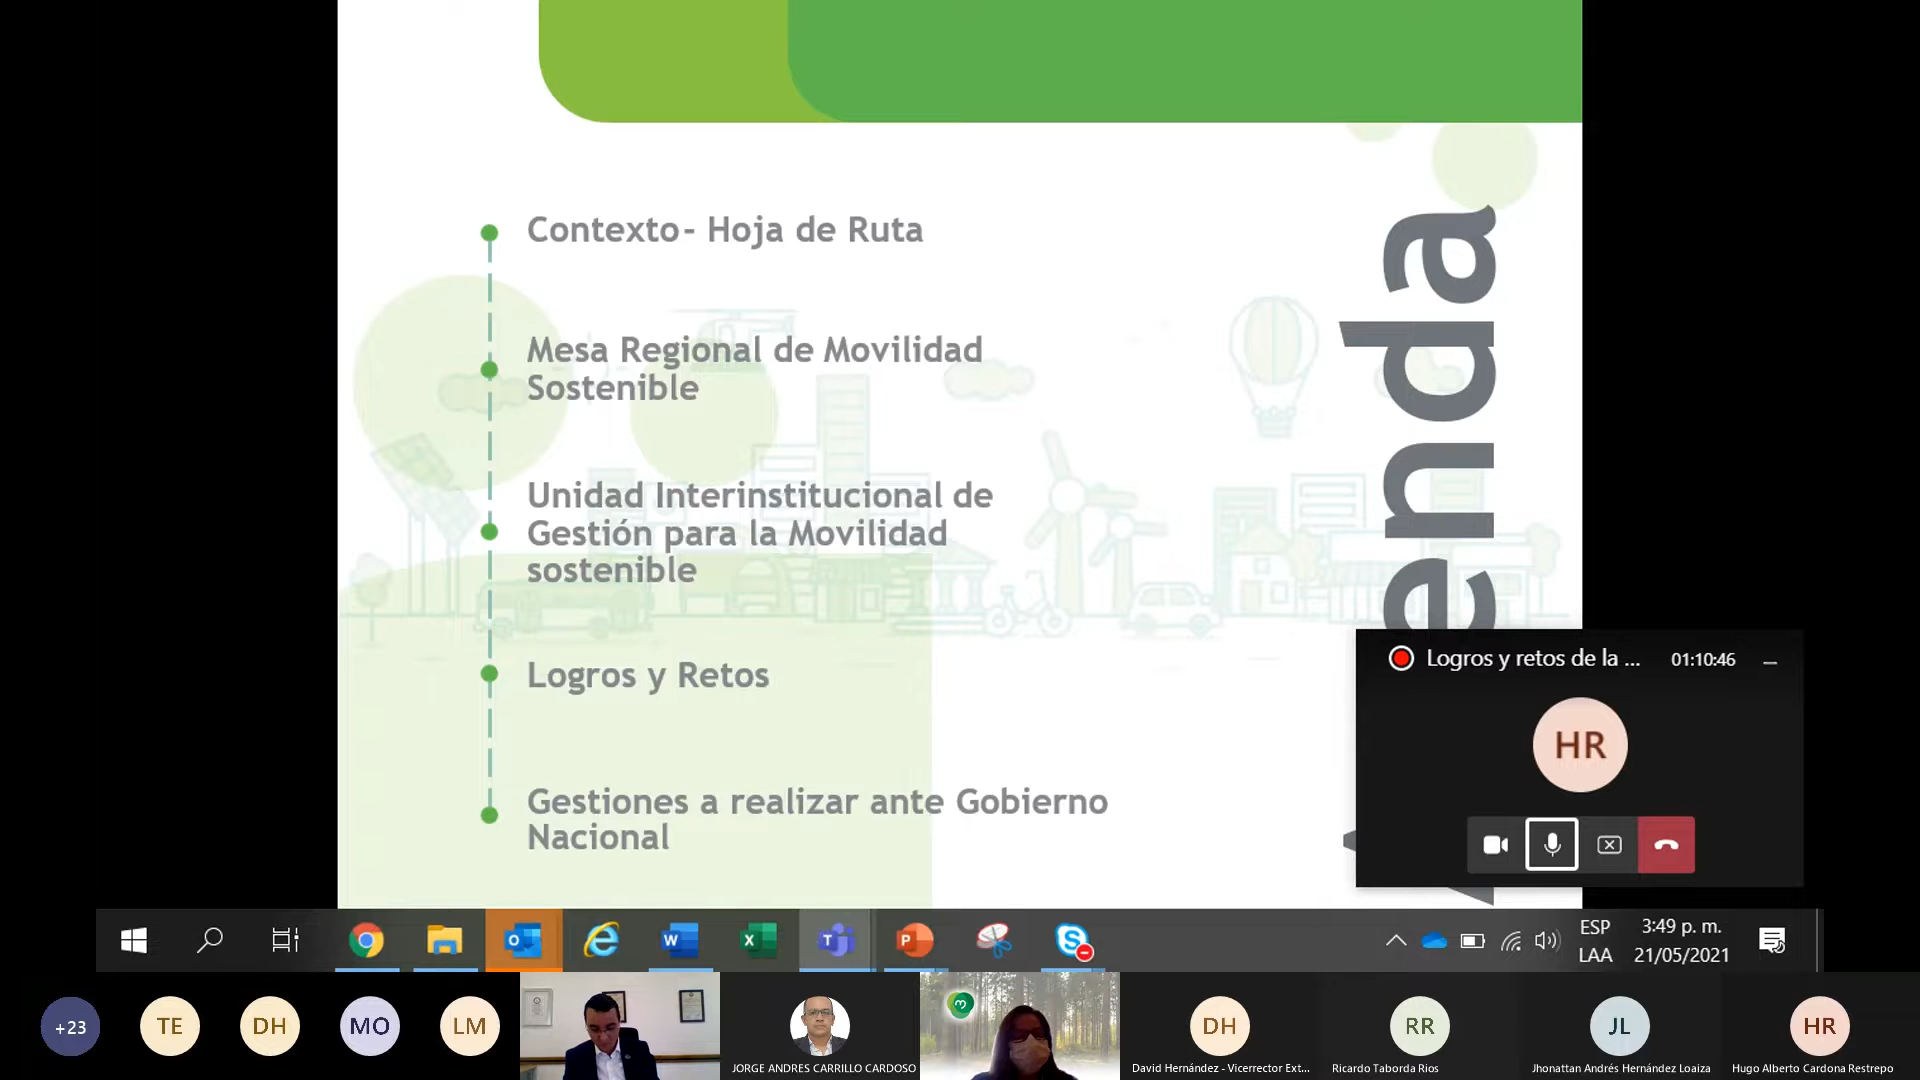 Contexto- Hoja de Ruta
Mesa Regional de Movilidad
Sostenible
Unidad Interinstitucional de
Gestión para la Movilidad
sostenible
Logros y Retos
Gestiones a realizar ante Gobierno
Nacional
enda
Logros y retos de la ...
01:10:46
HR
ESP
LAA
3:49 p. m.
21/05/2021
+23
TE
DH
MO
LM
JORGE ANDRES CARRILLO CARDOSO
DH
David Hernández - Vicerrector Ext...
RR
Ricardo Taborda Rios
JL
Jhonattan Andrés Hernández Loaiza
HR
Hugo Alberto Cardona Restrepo